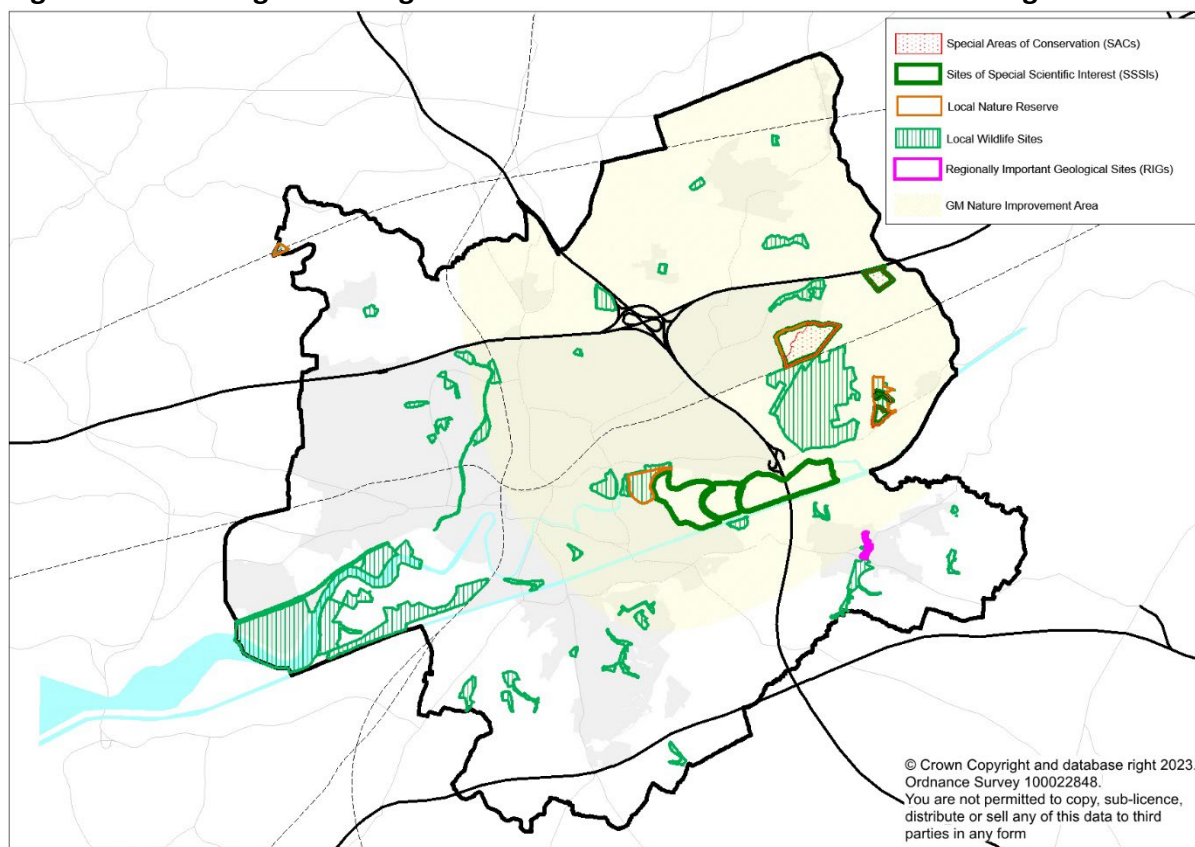 Special Areas of Conservation (SACs)
Sites of Special Scientific Interest (SSSIs)
Local Nature Reserve
Local Wildlife Sites
Regionally Important Geological Sites (RIGs)
GM Nature Improvement Area
© Crown Copyright and database right 2023.
Ordnance Survey 100022848.
You are not permitted to copy, sub-licence,
distribute or sell any of this data to third
parties in any form